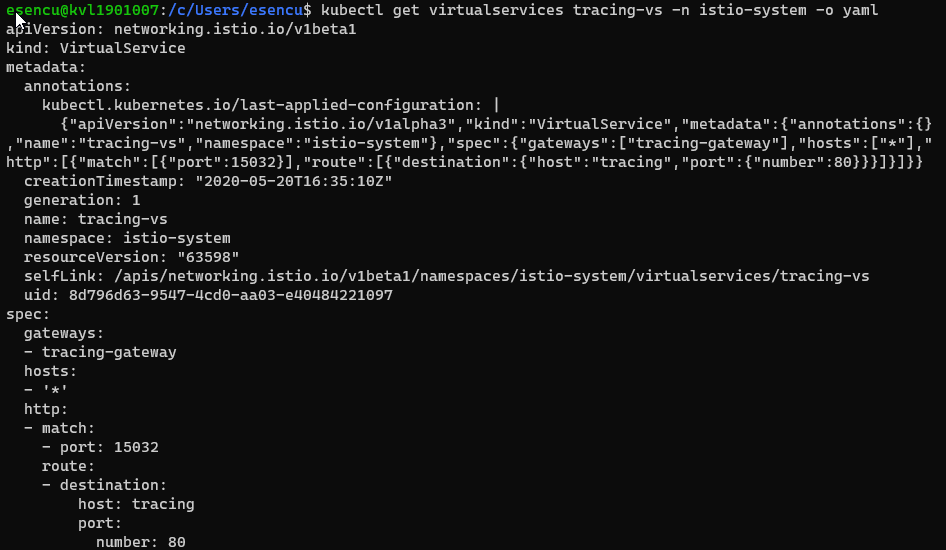 esencu@kvl1901007:/c/Users/esencu$ kubectl get virtualservices tracing-vs -n istio-system -o yaml
apiVersion: networking.istio.io/v1beta1
kind: VirtualService
metadata:
  annotations:
    kubectl.kubernetes.io/last-applied-configuration: |
      {"apiVersion":"networking.istio.io/v1alpha3","kind":"VirtualService","metadata":{"annotations":{}
,"name":"tracing-vs","namespace":"istio-system"},"spec":{"gateways":["tracing-gateway"],"hosts":["*"],"
http":[{"match":[{"port":15032}],"route":[{"destination":{"host":"tracing","port":{"number":80}}}]}]}}
  creationTimestamp: "2020-05-20T16:35:10Z"
  generation: 1
  name: tracing-vs
  namespace: istio-system
  resourceVersion: "63598"
  selfLink: /apis/networking.istio.io/v1beta1/namespaces/istio-system/virtualservices/tracing-vs
  uid: 8d796d63-9547-4cd0-aa03-e40484221097
spec:
  gateways:
  - tracing-gateway
  hosts:
  - '*'
  http:
  - match:
    - port: 15032
    route:
    - destination:
        host: tracing
        port:
          number: 80